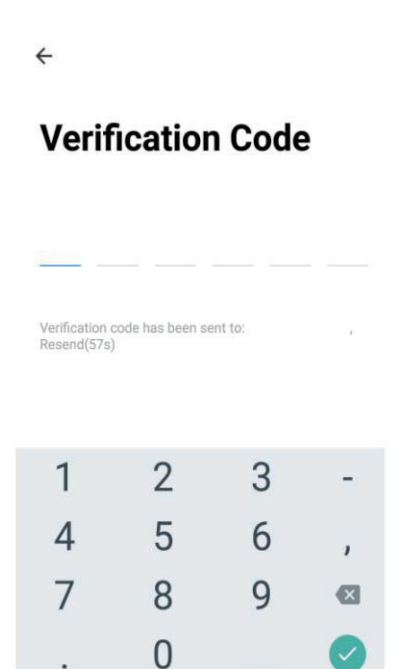 Verification Code
Verification code has been sent to: ,
Resend(57s)
1 2 3 -
4 5 6 ,
7 8 9
. 0